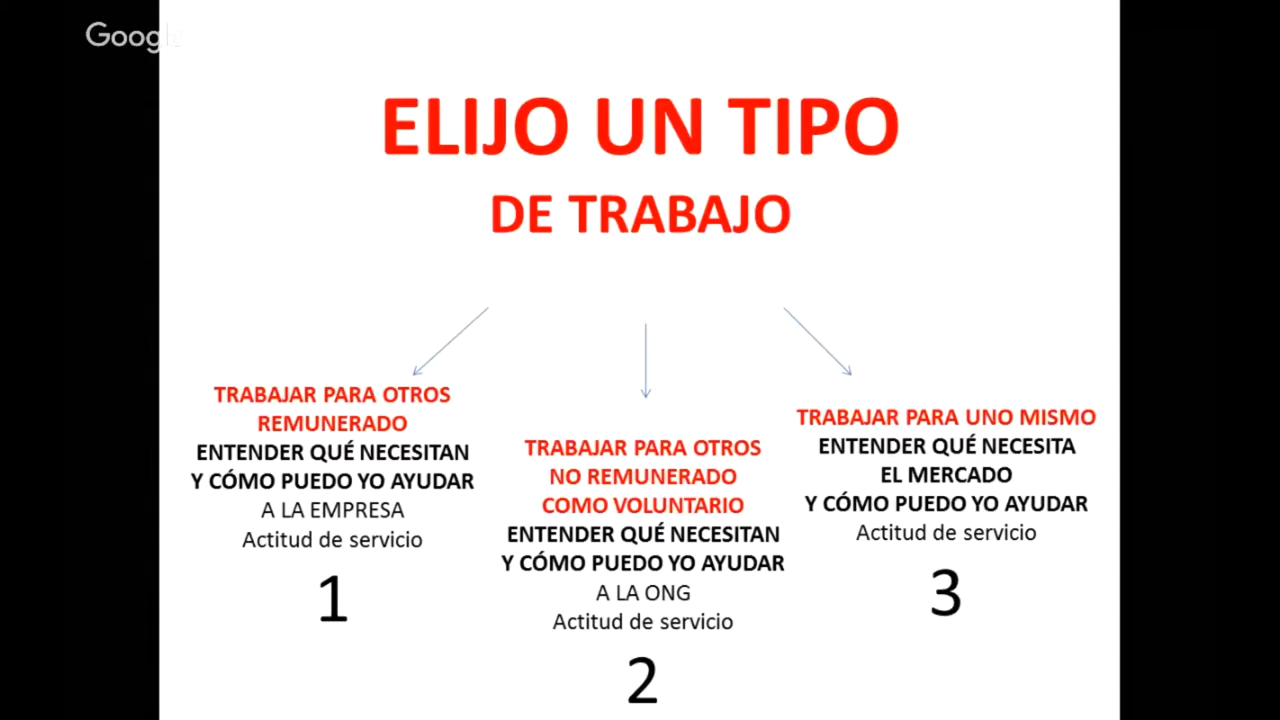 Google
ELIJO UN TIPO
DE TRABAJO
TRABAJAR PARA OTROS
REMUNERADO
ENTENDER QUÉ NECESITAN
Y CÓMO PUEDO YO AYUDAR
A LA EMPRESA
Actitud de servicio
1
TRABAJAR PARA OTROS
NO REMUNERADO
COMO VOLUNTARIO
ENTENDER QUÉ NECESITAN
Y CÓMO PUEDO YO AYUDAR
A LA ONG
Actitud de servicio
2
TRABAJAR PARA UNO MISMO
ENTENDER QUÉ NECESITA
EL MERCADO
Y CÓMO PUEDO YO AYUDAR
Actitud de servicio
3